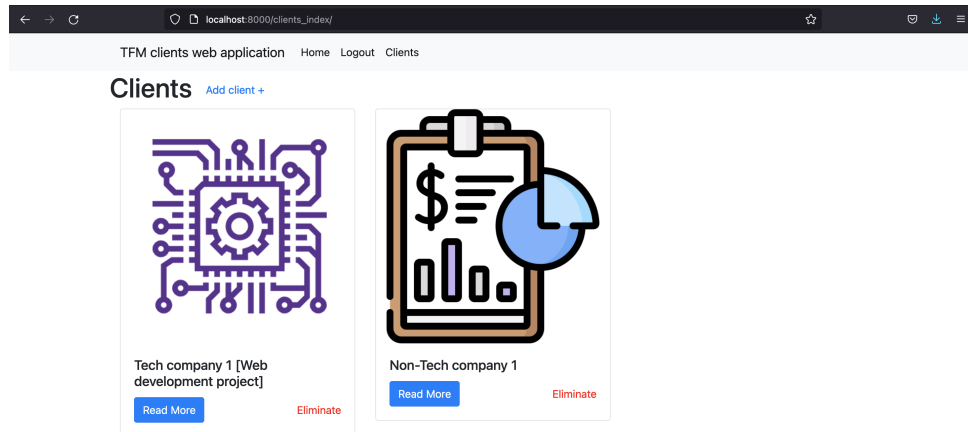 localhost:8000/clients_index/
TFM clients web application Home Logout Clients
Clients Add client +
$
Tech company 1 [Web
development project]
Read More Eliminate
Non-Tech company 1
Read More Eliminate